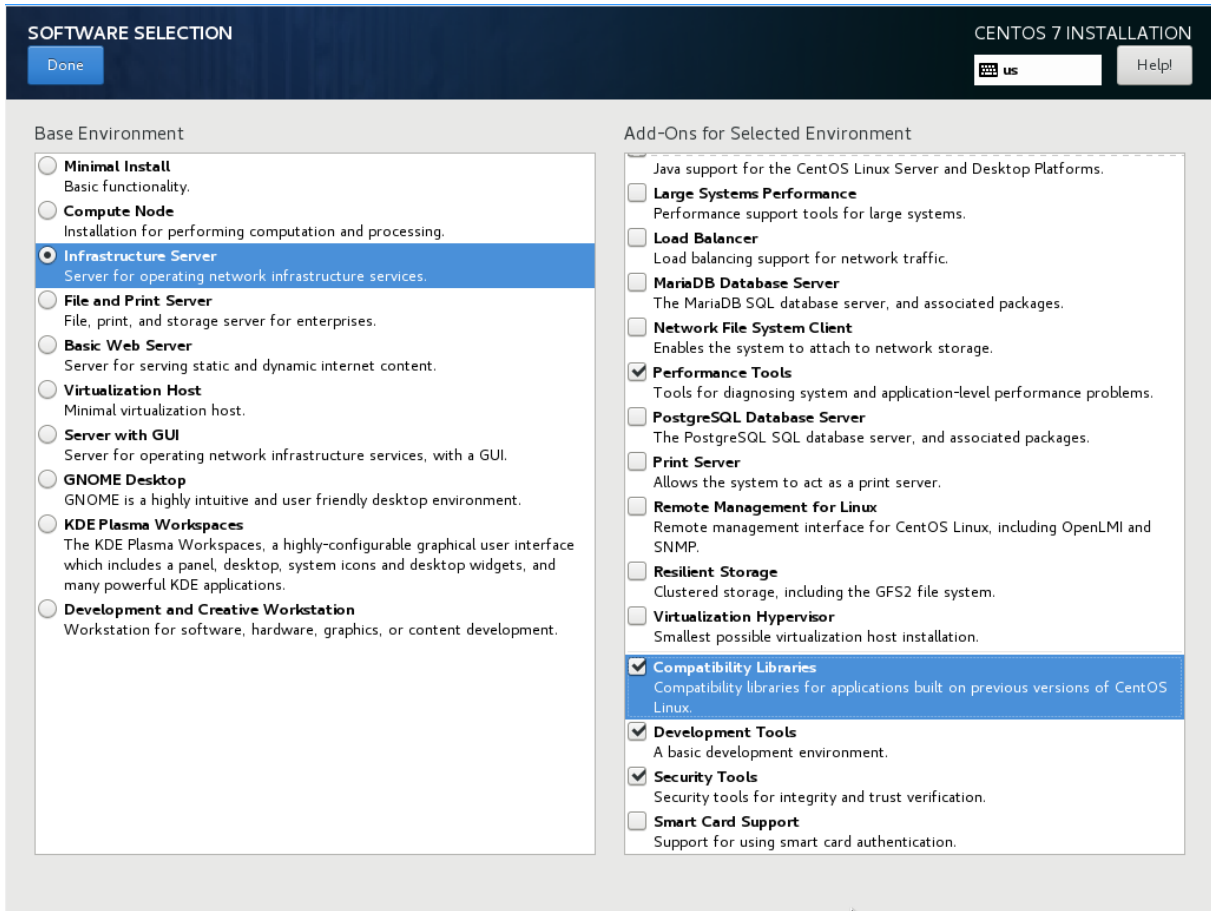 SOFTWARE SELECTION
CENTOS 7 INSTALLATION
Done
us
Help!
Base Environment
Minimal Install
Basic functionality.
Compute Node
Installation for performing computation and processing.
Infrastructure Server
Server for operating network infrastructure services.
File and Print Server
File, print, and storage server for enterprises.
Basic Web Server
Server for serving static and dynamic internet content.
Virtualization Host
Minimal virtualization host.
Server with GUI
Server for operating network infrastructure services, with a GUI.
GNOME Desktop
GNOME is a highly intuitive and user friendly desktop environment.
KDE Plasma Workspaces
The KDE Plasma Workspaces, a highly-configurable graphical user interface
which includes a panel, desktop, system icons and desktop widgets, and
many powerful KDE applications.
Development and Creative Workstation
Workstation for software, hardware, graphics, or content development.
Add-Ons for Selected Environment
Java support for the CentOS Linux Server and Desktop Platforms.
Large Systems Performance
Performance support tools for large systems.
Load Balancer
Load balancing support for network traffic.
MariaDB Database Server
The MariaDB SQL database server, and associated packages.
Network File System Client
Enables the system to attach to network storage.
Performance Tools
Tools for diagnosing system and application-level performance problems.
PostgreSQL Database Server
The PostgreSQL SQL database server, and associated packages.
Print Server
Allows the system to act as a print server.
Remote Management for Linux
Remote management interface for CentOS Linux, including OpenLMI and
SNMP.
Resilient Storage
Clustered storage, including the GFS2 file system.
Virtualization Hypervisor
Smallest possible virtualization host installation.
Compatibility Libraries
Compatibility libraries for applications built on previous versions of CentOS
Linux.
Development Tools
A basic development environment.
Security Tools
Security tools for integrity and trust verification.
Smart Card Support
Support for using smart card authentication.